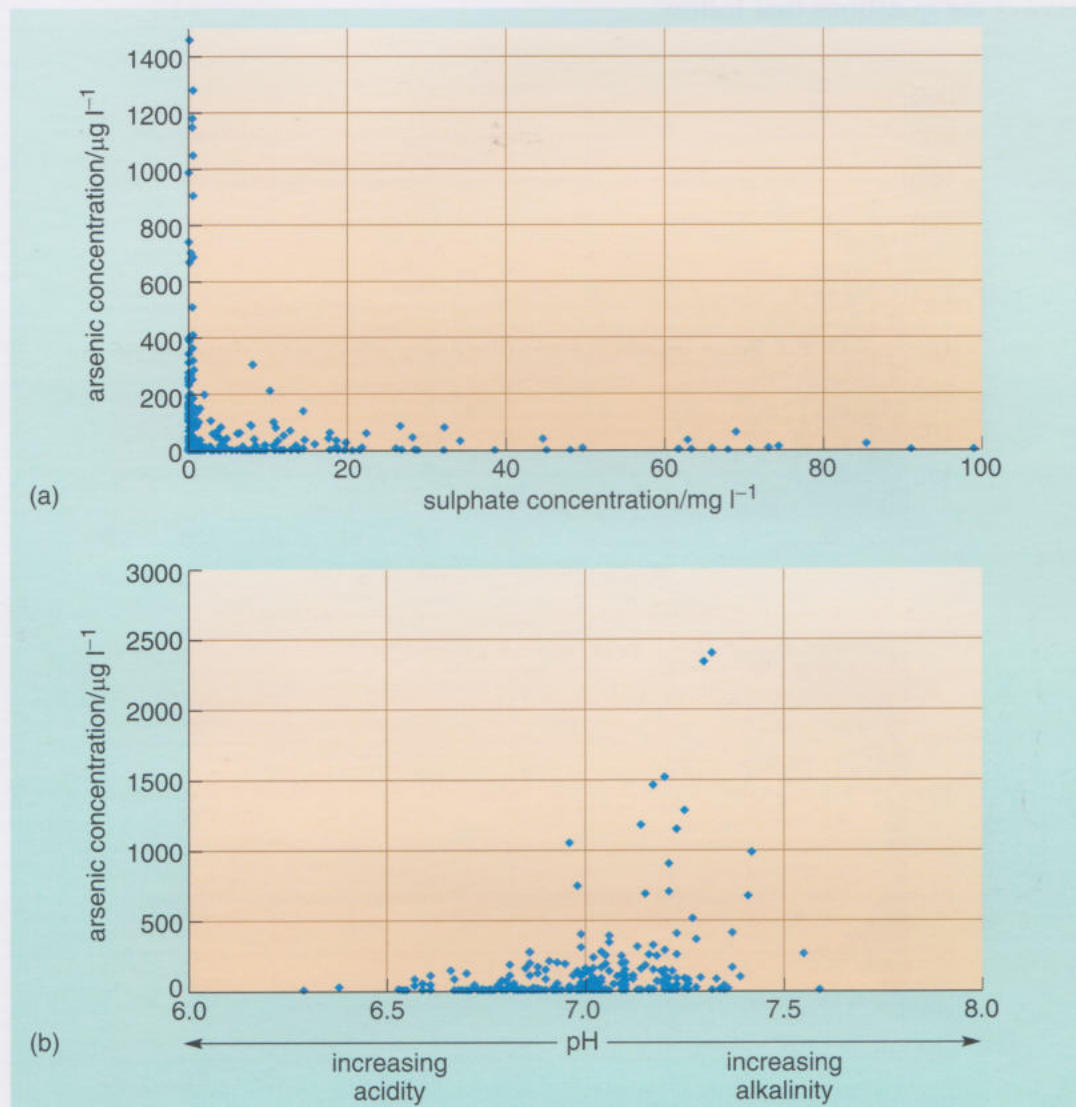 1400
1200
1000
800
600
400
200
0
arsenic concentration/µg l⁻¹
0 20 40 60 80 100
sulphate concentration/mg l⁻¹
(a)
3000
2500
2000
1500
1000
500
0
arsenic concentration/µg l⁻¹
6.0 6.5 7.0 7.5 8.0
(b)
pH
increasing increasing
acidity alkalinity